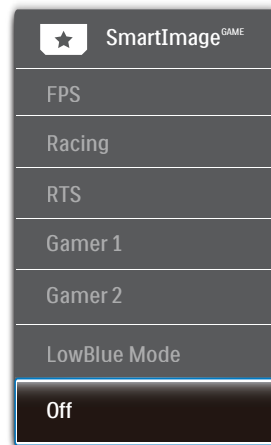 SmartImage GAME
FPS
Racing
RTS
Gamer 1
Gamer 2
LowBlue Mode
Off